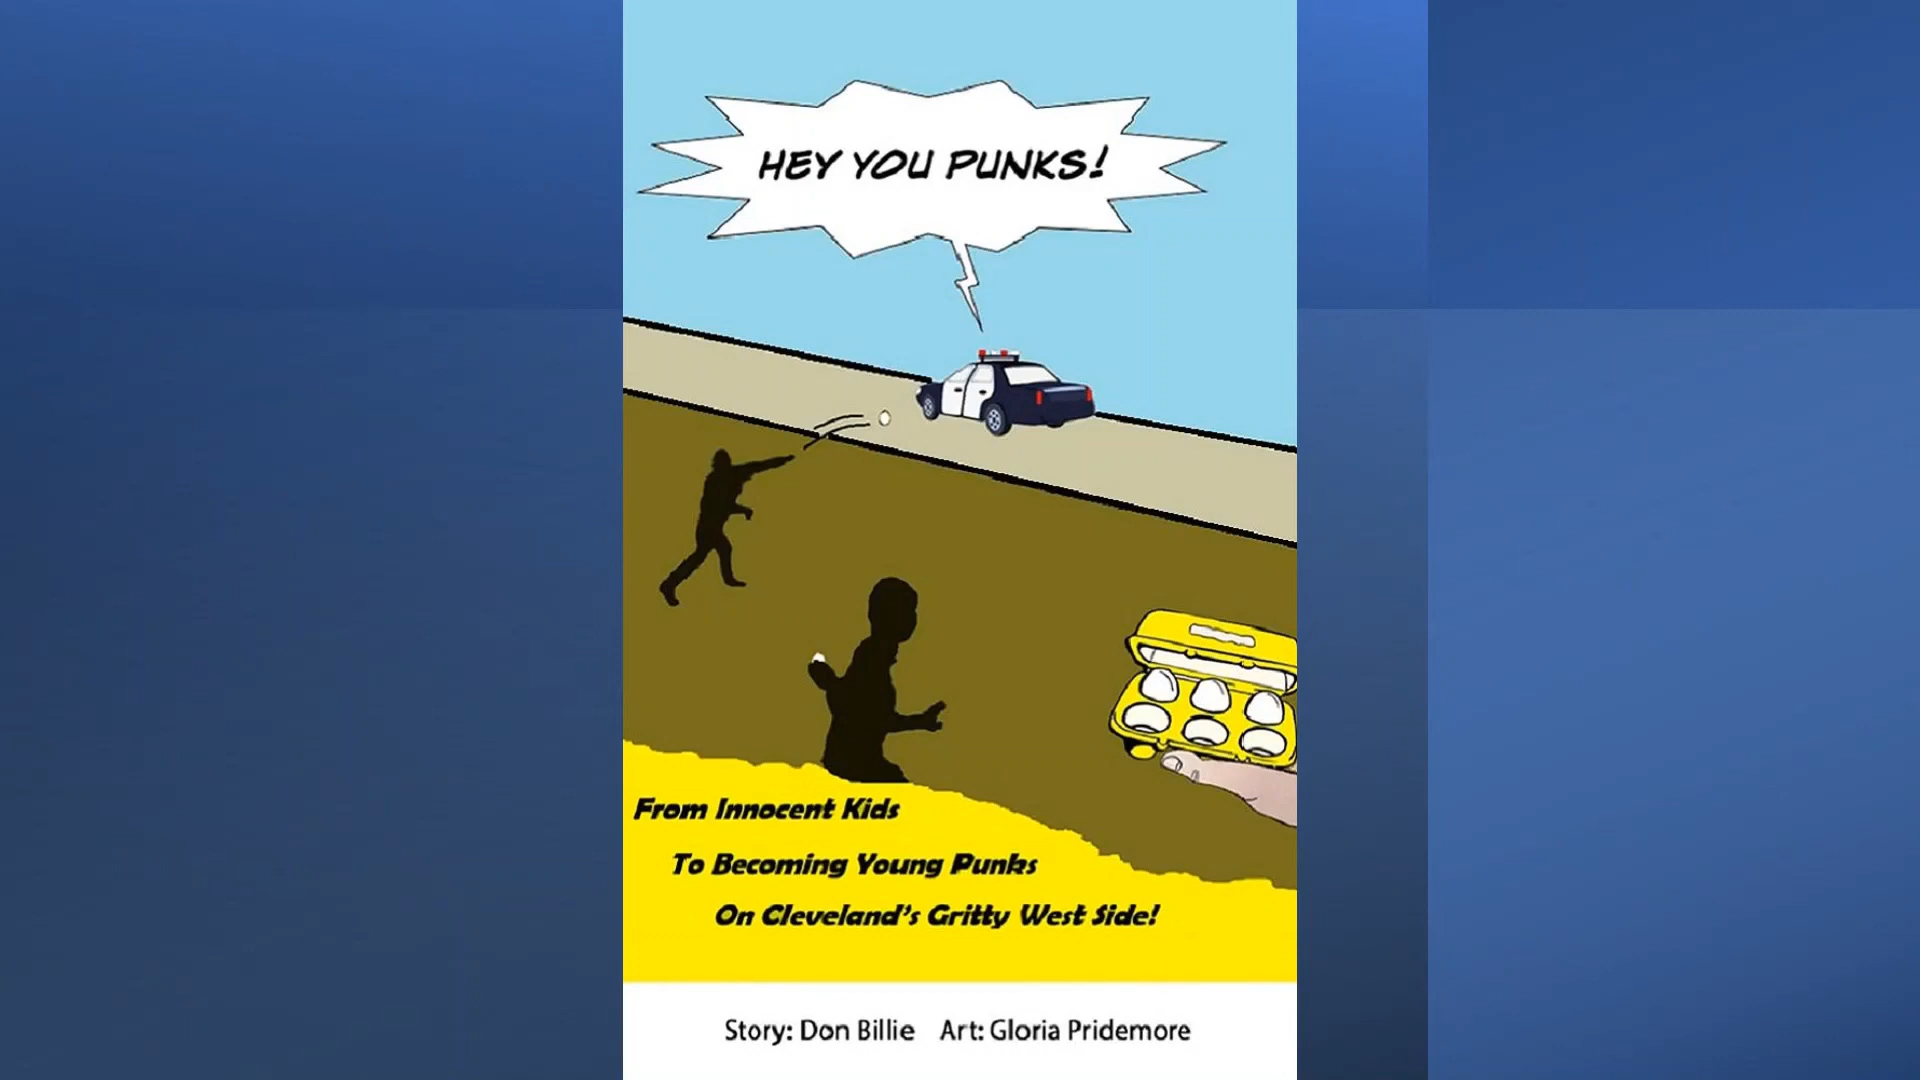 HEY YOU PUNKS!
From Innocent Kids
To Becoming Young Punks
On Cleveland's Gritty West Side!
Story: Don Billie Art: Gloria Pridemore